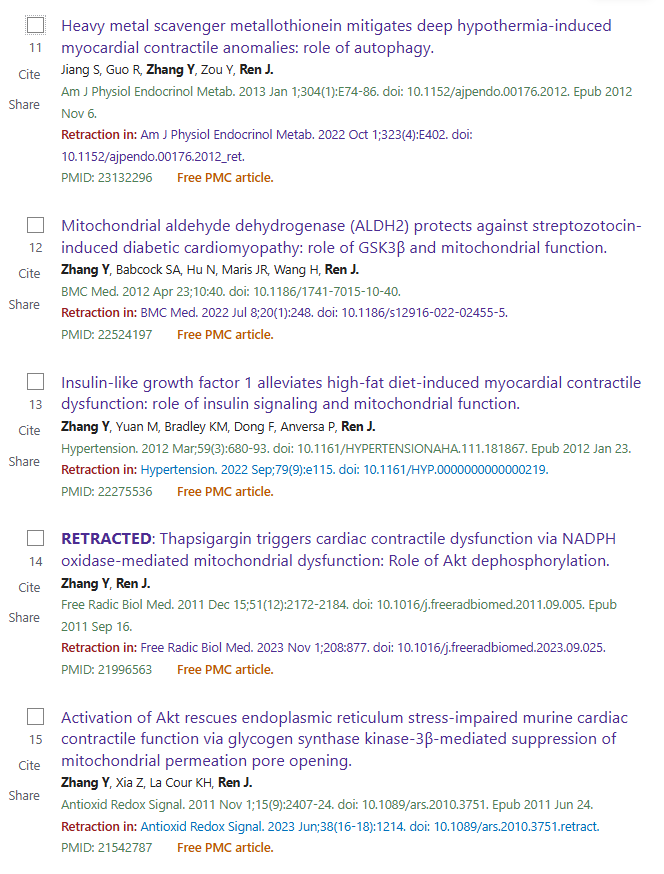 Heavy metal scavenger metallothionein mitigates deep hypothermia-induced
11 myocardial contractile anomalies: role of autophagy.
Cite Jiang S, Guo R, Zhang Y, Zou Y, Ren J.
Am J Physiol Endocrinol Metab. 2013 Jan 1;304(1):E74-86. doi: 10.1152/ajpendo.00176.2012. Epub 2012
Share Nov 6.
Retraction in: Am J Physiol Endocrinol Metab. 2022 Oct 1;323(4):E402. doi:
10.1152/ajpendo.00176.2012_ret.
PMID: 23132296 Free PMC article.
Mitochondrial aldehyde dehydrogenase (ALDH2) protects against streptozotocin-
12 induced diabetic cardiomyopathy: role of GSK3β and mitochondrial function.
Cite Zhang Y, Babcock SA, Hu N, Maris JR, Wang H, Ren J.
BMC Med. 2012 Apr 23;10:40. doi: 10.1186/1741-7015-10-40.
Share Retraction in: BMC Med. 2022 Jul 8;20(1):248. doi: 10.1186/s12916-022-02455-5.
PMID: 22524197 Free PMC article.
Insulin-like growth factor 1 alleviates high-fat diet-induced myocardial contractile
13 dysfunction: role of insulin signaling and mitochondrial function.
Cite Zhang Y, Yuan M, Bradley KM, Dong F, Anversa P, Ren J.
Hypertension. 2012 Mar;59(3):680-93. doi: 10.1161/HYPERTENSIONAHA.111.181867. Epub 2012 Jan 23.
Share Retraction in: Hypertension. 2022 Sep;79(9):e115. doi: 10.1161/HYP.0000000000000219.
PMID: 22275536 Free PMC article.
RETRACTED: Thapsigargin triggers cardiac contractile dysfunction via NADPH
14 oxidase-mediated mitochondrial dysfunction: Role of Akt dephosphorylation.
Cite Zhang Y, Ren J.
Free Radic Biol Med. 2011 Dec 15;51(12):2172-2184. doi: 10.1016/j.freeradbiomed.2011.09.005. Epub
Share 2011 Sep 16.
Retraction in: Free Radic Biol Med. 2023 Nov 1;208:877. doi: 10.1016/j.freeradbiomed.2023.09.025.
PMID: 21996563 Free PMC article.
Activation of Akt rescues endoplasmic reticulum stress-impaired murine cardiac
15 contractile function via glycogen synthase kinase-3β-mediated suppression of
Cite mitochondrial permeation pore opening.
Zhang Y, Xia Z, La Cour KH, Ren J.
Share Antioxid Redox Signal. 2011 Nov 1;15(9):2407-24. doi: 10.1089/ars.2010.3751. Epub 2011 Jun 24.
Retraction in: Antioxid Redox Signal. 2023 Jun;38(16-18):1214. doi: 10.1089/ars.2010.3751.retract.
PMID: 21542787 Free PMC article.